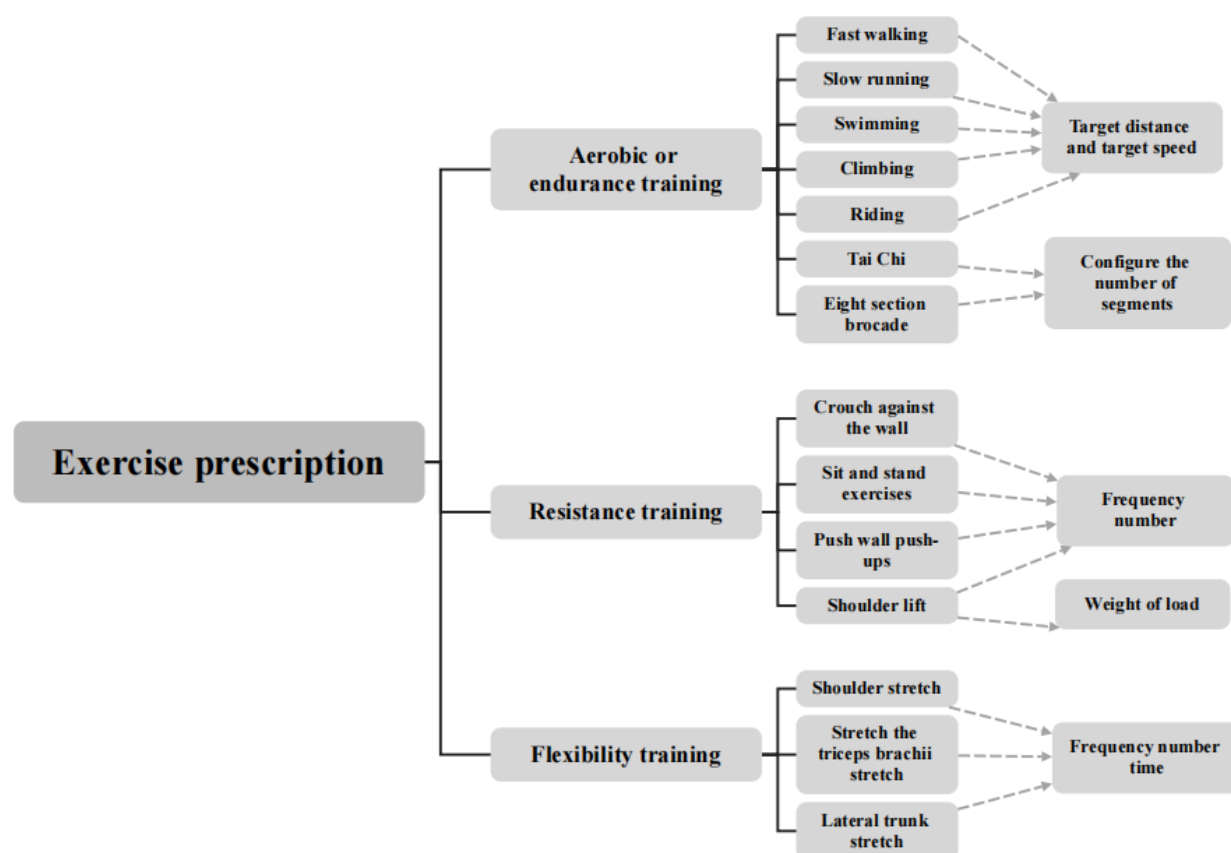 Fast walking
Slow running
Swimming
Climbing
Riding
Tai Chi
Eight section
brocade
Aerobic or
endurance training
Target distance
and target speed
Configure the
number of
segments
Exercise prescription
Crouch against
the wall
Sit and stand
exercises
Push wall push-
ups
Shoulder lift
Resistance training
Frequency
number
Weight of load
Shoulder stretch
Stretch the
triceps brachii
stretch
Lateral trunk
stretch
Flexibility training
Frequency number
time